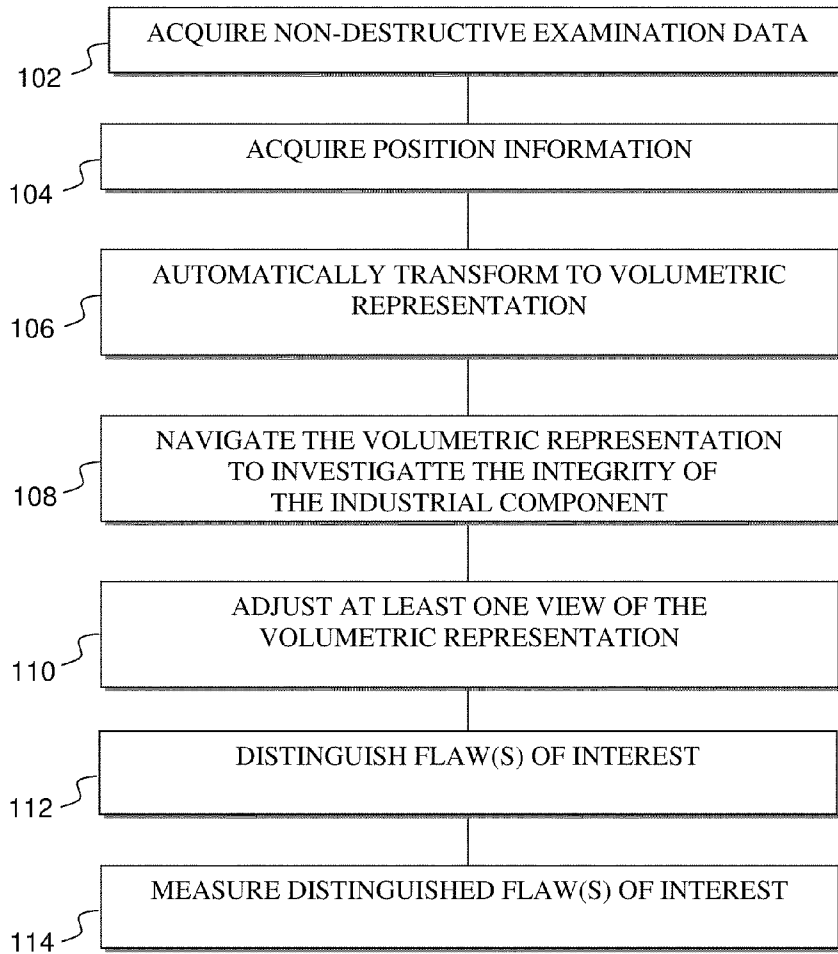 ACQUIRE NON-DESTRUCTIVE EXAMINATION DATA
102
ACQUIRE POSITION INFORMATION
104
AUTOMATICALLY TRANSFORM TO VOLUMETRIC
REPRESENTATION
106
NAVIGATE THE VOLUMETRIC REPRESENTATION
TO INVESTIGATTE THE INTEGRITY OF
THE INDUSTRIAL COMPONENT
108
ADJUST AT LEAST ONE VIEW OF THE
VOLUMETRIC REPRESENTATION
110
DISTINGUISH FLAW(S) OF INTEREST
112
MEASURE DISTINGUISHED FLAW(S) OF INTEREST
114